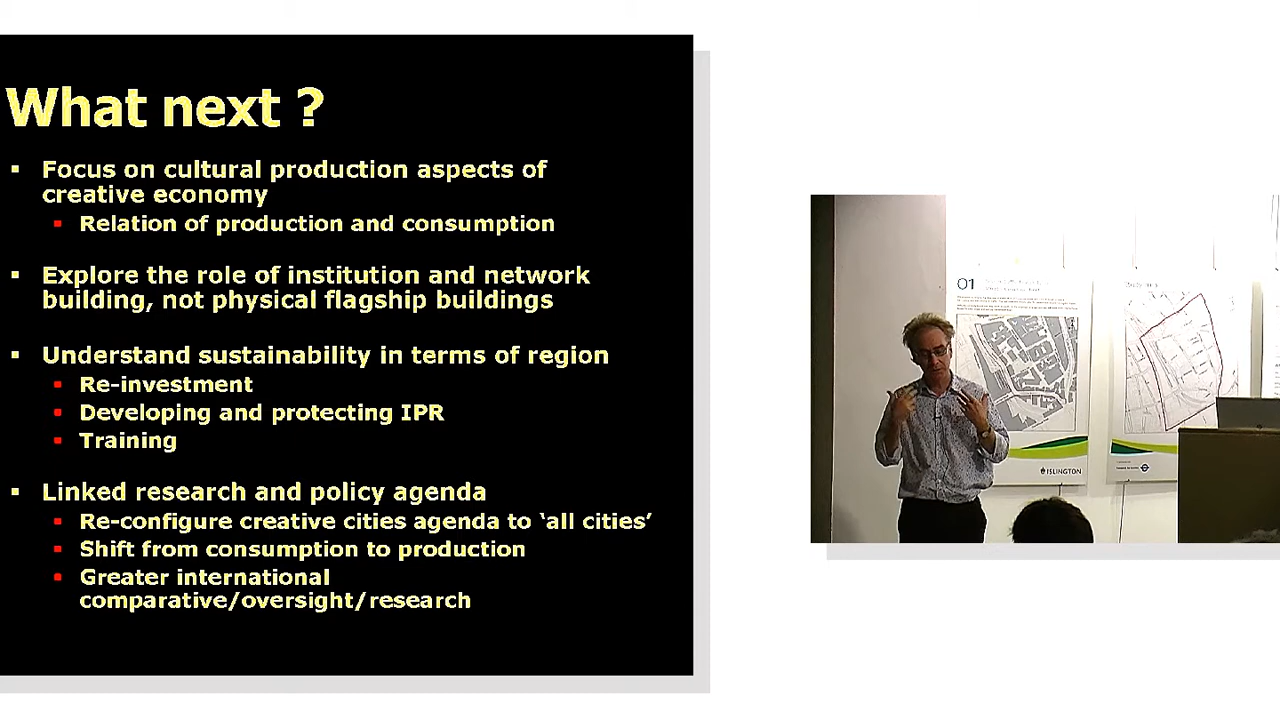 What next ?
▪ Focus on cultural production aspects of
creative economy
▪ Relation of production and consumption
▪ Explore the role of institution and network
building, not physical flagship buildings
▪ Understand sustainability in terms of region
▪ Re-investment
▪ Developing and protecting IPR
▪ Training
▪ Linked research and policy agenda
▪ Re-configure creative cities agenda to ‘all cities’
▪ Shift from consumption to production
▪ Greater international
comparative/oversight/research
01
ISLINGTON